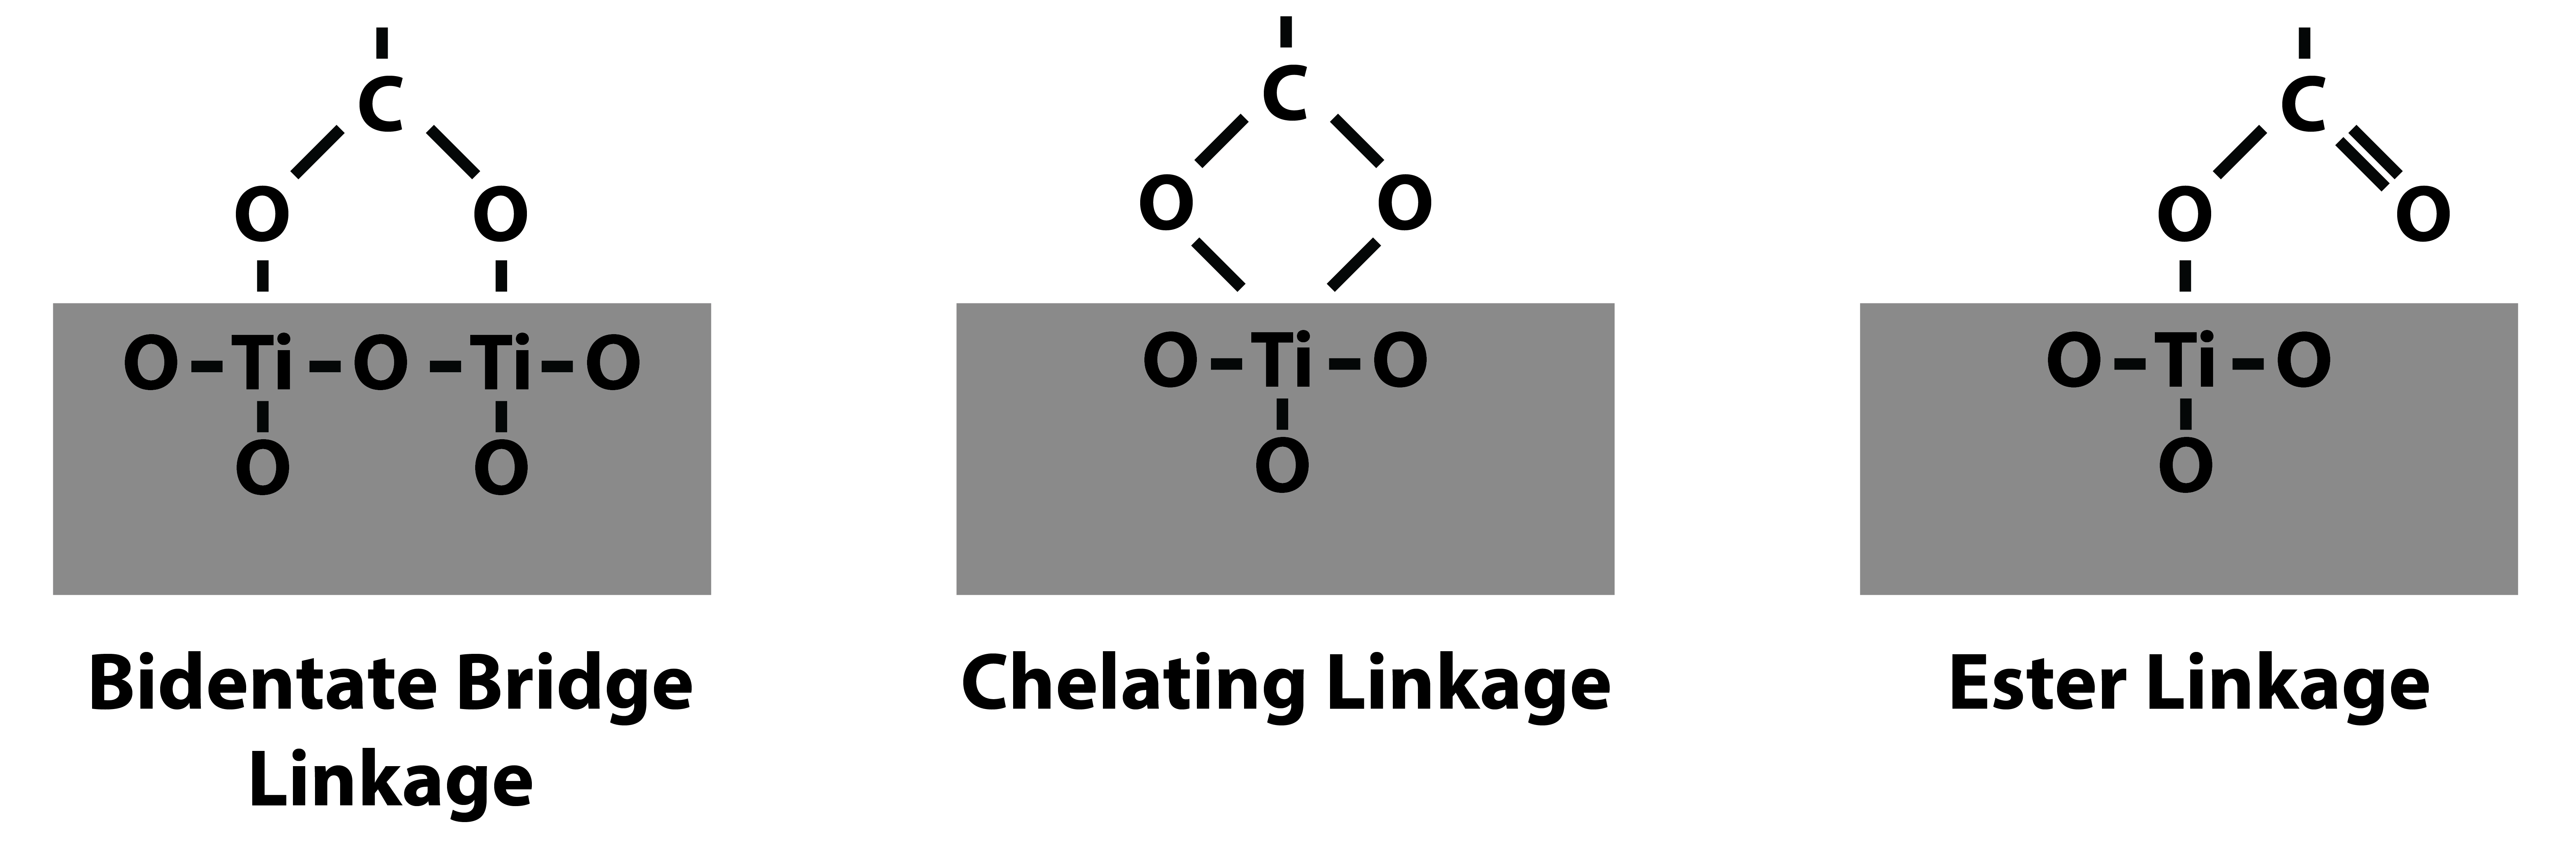 C
O O
O-Ti-O-Ti-O
O O
Bidentate Bridge
Linkage
C
O O
O-Ti-O
O
Chelating Linkage
C
O O
O-Ti-O
O
Ester Linkage